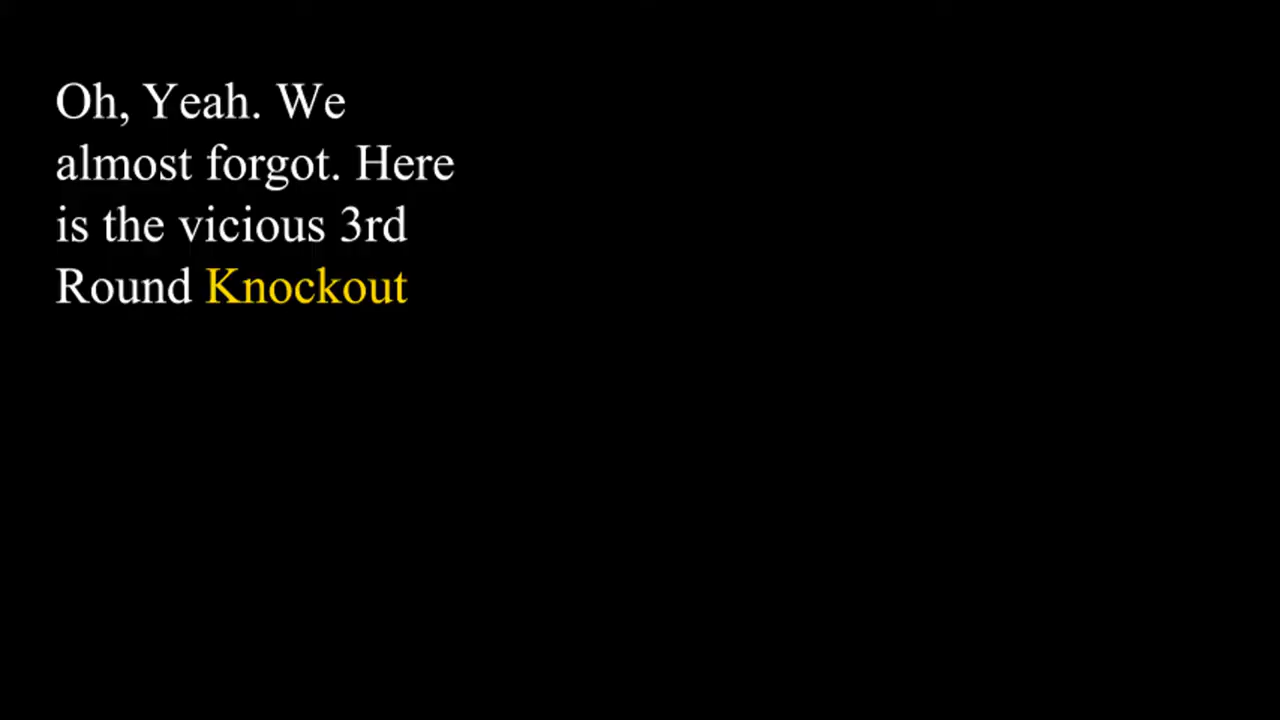 Oh, Yeah. We
almost forgot. Here
is the vicious 3rd
Round Knockout